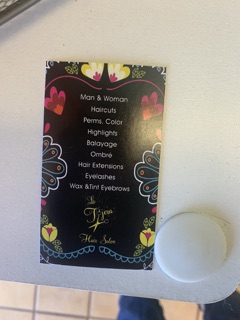 Man & Woman
Haircuts
Perms, Color
Highlights
Balayage
Ombré
Hair Extensions
Eyelashes
Wax &Tint Eyebrows
Hair Salon